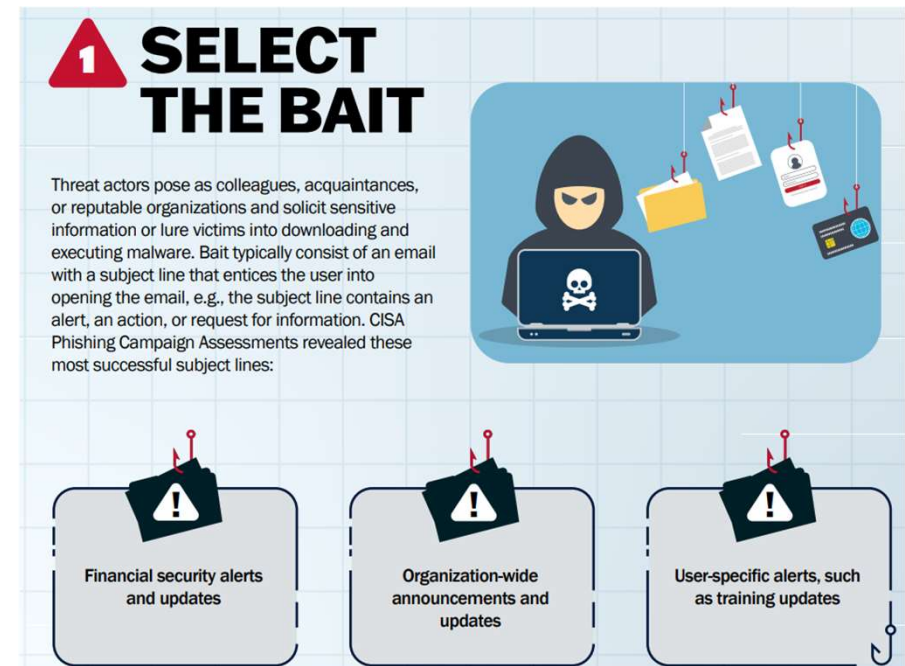 1
SELECT
THE BAIT
Threat actors pose as colleagues, acquaintances,
or reputable organizations and solicit sensitive
information or lure victims into downloading and
executing malware. Bait typically consist of an email
with a subject line that entices the user into
opening the email, e.g., the subject line contains an
alert, an action, or request for information. CISA
Phishing Campaign Assessments revealed these
most successful subject lines:
Financial security alerts
and updates
Organization-wide
announcements and
updates
User-specific alerts, such
as training updates